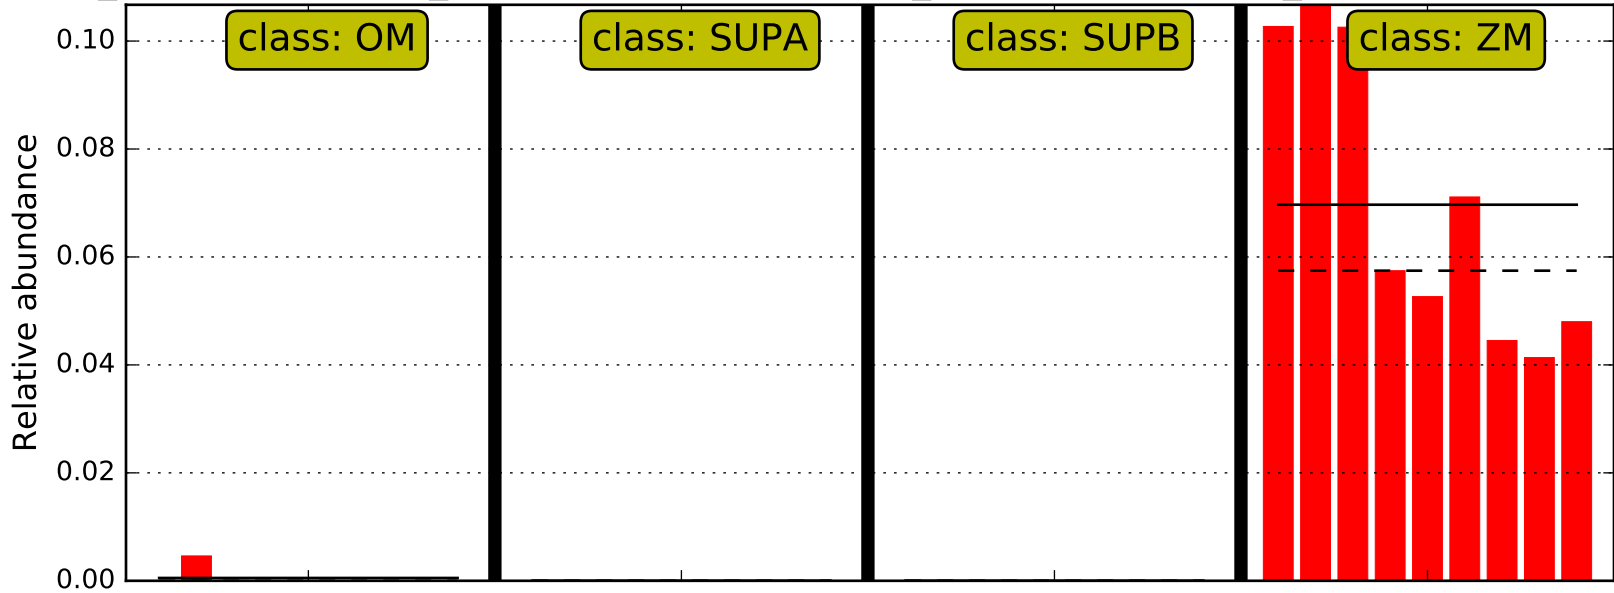 Relative abundance
0.10
0.08
0.06
0.04
0.02
0.00
class: OM
class: SUPA
class: SUPB
class: ZM